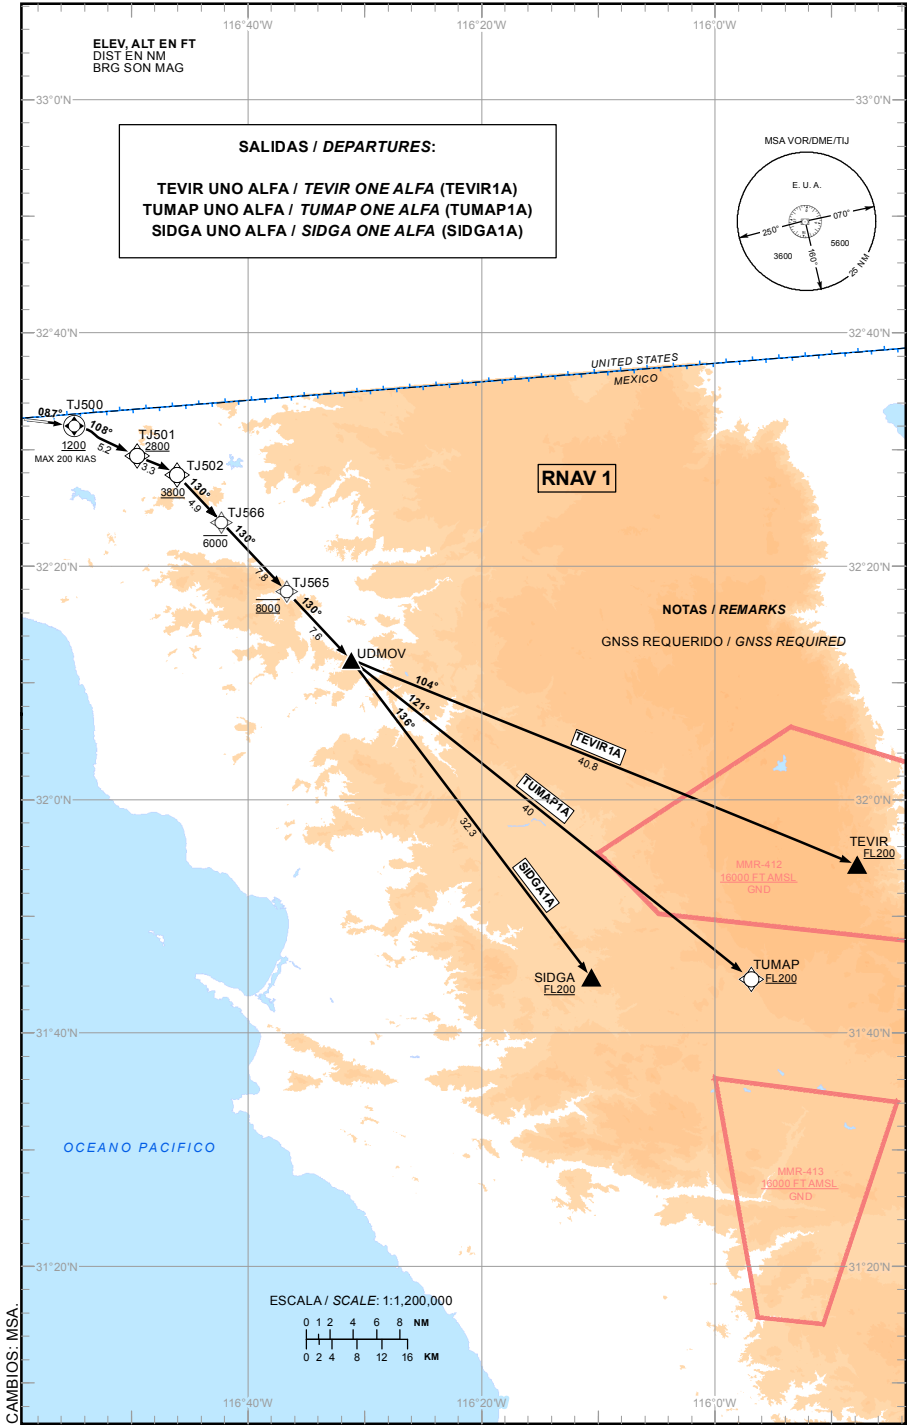 116°40'W
116°0'W
ELEV, ALT EN FT
DIST EN NM
BRG SON MAG
33°0'N
33°0'N
SALIDAS / DEPARTURES:
TEVIR UNO ALFA / TEVIR ONE ALFA (TEVIR1A)
TUMAP UNO ALFA / TUMAP ONE ALFA (TUMAP1A)
SIDGA UNO ALFA / SIDGA ONE ALFA (SIDGA1A)
MSA VOR/DME/TIJ
E. U. A.
070°
250°
5600
3600
160°
25 NM
32°40'N
32°40'N
UNITED STATES
MEXICO
TJ500
087°
108°
1200
MAX 200 KIAS
5.2
TJ501
2800
3.3
TJ502
3800
130°
4.9
TJ566
6000
130°
7.8
RNAV 1
32°20'N
32°20'N
TJ565
8000
130°
7.6
NOTAS / REMARKS
GNSS REQUERIDO / GNSS REQUIRED
UDMOV
104°
121°
136°
TEVIR1A
40.8
TUMAP1A
40
32.3
32°0'N
32°0'N
TEVIR
FL200
MMR-412
16000 FT AMSL
GND
SIDGA1A
TUMAP
FL200
SIDGA
FL200
31°40'N
31°40'N
OCEANO PACIFICO
MMR-413
16000 FT AMSL
GND
31°20'N
31°20'N
ESCALA / SCALE: 1:1,200,000
0 1 2 4 6 8 NM
0 2 4 8 12 16 KM
CAMBIOS: MSA.
116°40'W
116°20'W
116°0'W